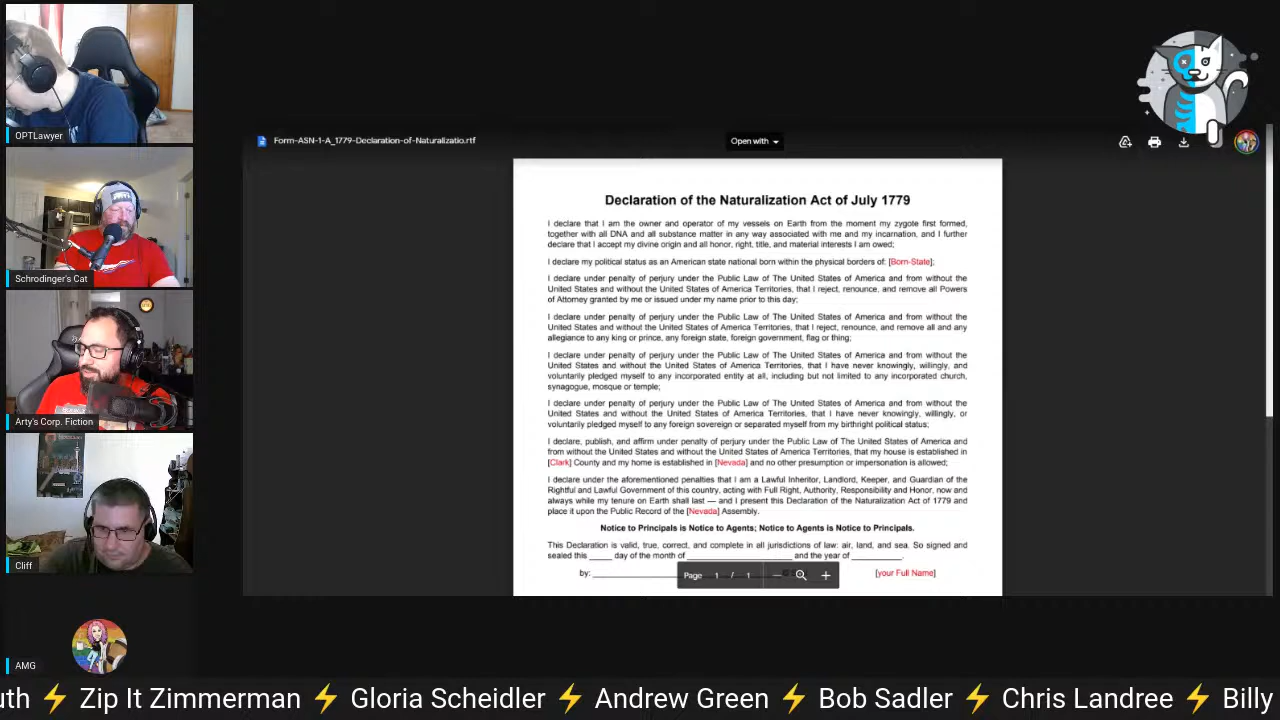 OPTLawyer
Schrodinger's Cat
Arty's Corp. Fiction
Cliff
AMG
Form-ASN-1-A_1779-Declaration-of-Naturalizatio.rtf
Open with
Declaration of the Naturalization Act of July 1779
I declare that I am the owner and operator of my vessels on Earth from the moment my zygote first formed,
together with all DNA and all substance matter in any way associated with me and my incarnation, and I further
declare that I accept my divine origin and all honor, right, title, and material interests I am owed;
I declare my political status as an American state national born within the physical borders of: [Born-State];
I declare under penalty of perjury under the Public Law of The United States of America and from without the
United States and without the United States of America Territories, that I reject, renounce, and remove all Powers
of Attorney granted by me or issued under my name prior to this day;
I declare under penalty of perjury under the Public Law of The United States of America and from without the
United States and without the United States of America Territories, that I reject, renounce, and remove all and any
allegiance to any king or prince, any foreign state, foreign government, flag or thing;
I declare under penalty of perjury under the Public Law of The United States of America and from without the
United States and without the United States of America Territories, that I have never knowingly, willingly, and
voluntarily pledged myself to any incorporated entity at all, including but not limited to any incorporated church,
synagogue, mosque or temple;
I declare under penalty of perjury under the Public Law of The United States of America and from without the
United States and without the United States of America Territories, that I have never knowingly, willingly, or
voluntarily pledged myself to any foreign sovereign or separated myself from my birthright political status;
I declare, publish, and affirm under penalty of perjury under the Public Law of The United States of America and
from without the United States and without the United States of America Territories, that my house is established in
[Clark] County and my home is established in [Nevada] and no other presumption or impersonation is allowed;
I declare under the aforementioned penalties that I am a Lawful Inheritor, Landlord, Keeper, and Guardian of the
Rightful and Lawful Government of this country, acting with Full Right, Authority, Responsibility and Honor, now and
always while my tenure on Earth shall last — and I present this Declaration of the Naturalization Act of 1779 and
place it upon the Public Record of the [Nevada] Assembly.
Notice to Principals is Notice to Agents; Notice to Agents is Notice to Principals.
This Declaration is valid, true, correct, and complete in all jurisdictions of law: air, land, and sea. So signed and
sealed this _____ day of the month of _______________________ and the year of ___________.
by: ____________________ [your Full Name]
Page 1 / 1
uth ⚡ Zip It Zimmerman ⚡ Gloria Scheidler ⚡ Andrew Green ⚡ Bob Sadler ⚡ Chris Landree ⚡ Billy